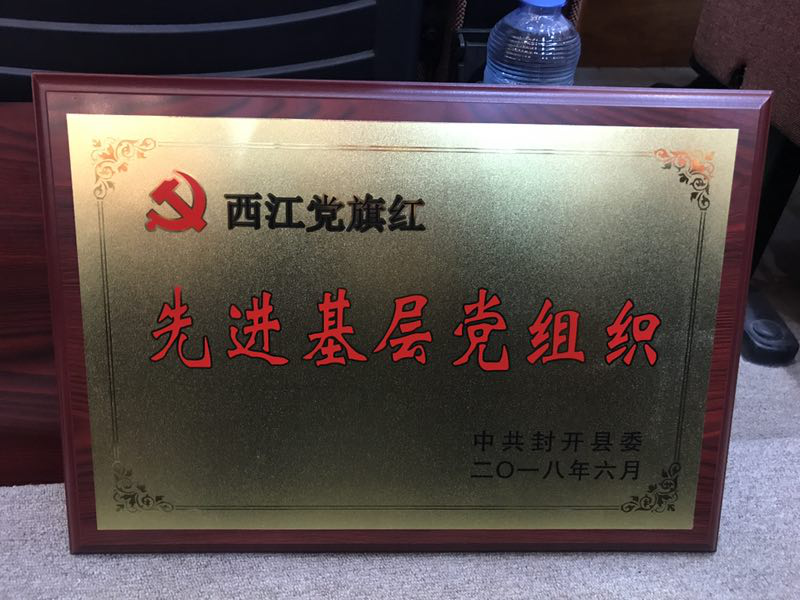 西江党旗红
先进基层党组织
中共封开县委
二〇一八年六月